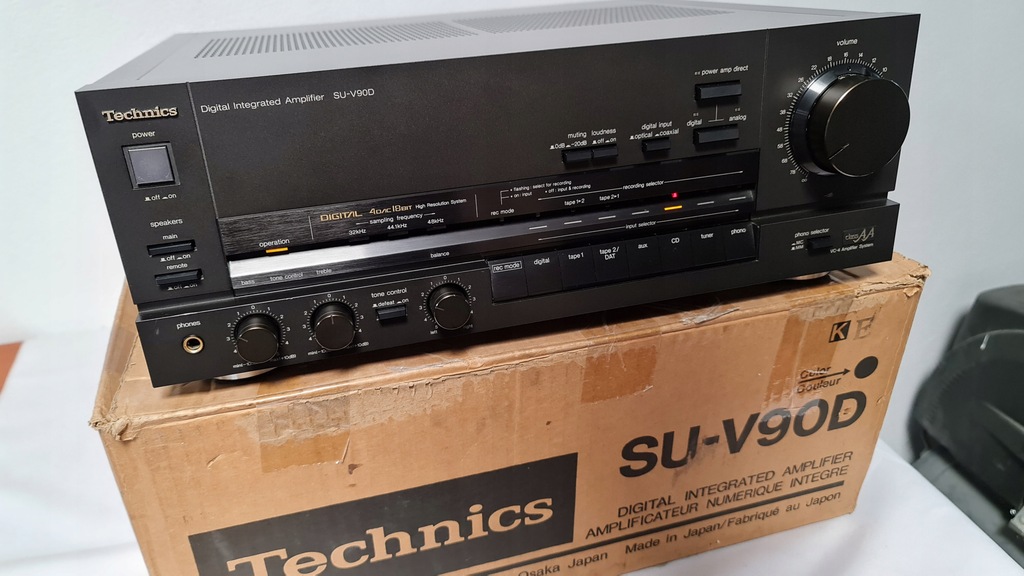 Technics
Digital Integrated Amplifier SU-V90D
power
off on
speakers
main
off on
remote
off on
phones
power amp direct
digital analog
volume
muting loudness
0dB -20dB off on
digital input
optical coaxial
DIGITAL 4D/C 18BIT High Resolution System
sampling frequency
32kHz 44.1kHz 48kHz
flashing : select for recording
on : input off : input & recording
rec mode tape 1▸2 tape 2▸1 recording selector
operation
input selector
bass tone control treble balance
rec mode digital tape 1 tape 2/ DAT aux CD tuner phono
tone control
defeat on
phono selector
MC
MM
class AA
VC-4 Amplifier System
K E
Color
Couleur
SU-V90D
DIGITAL INTEGRATED AMPLIFIER
AMPLIFICATEUR NUMERIQUE INTEGRE
Technics
Osaka Japan Made in Japan/Fabriqué au Japon